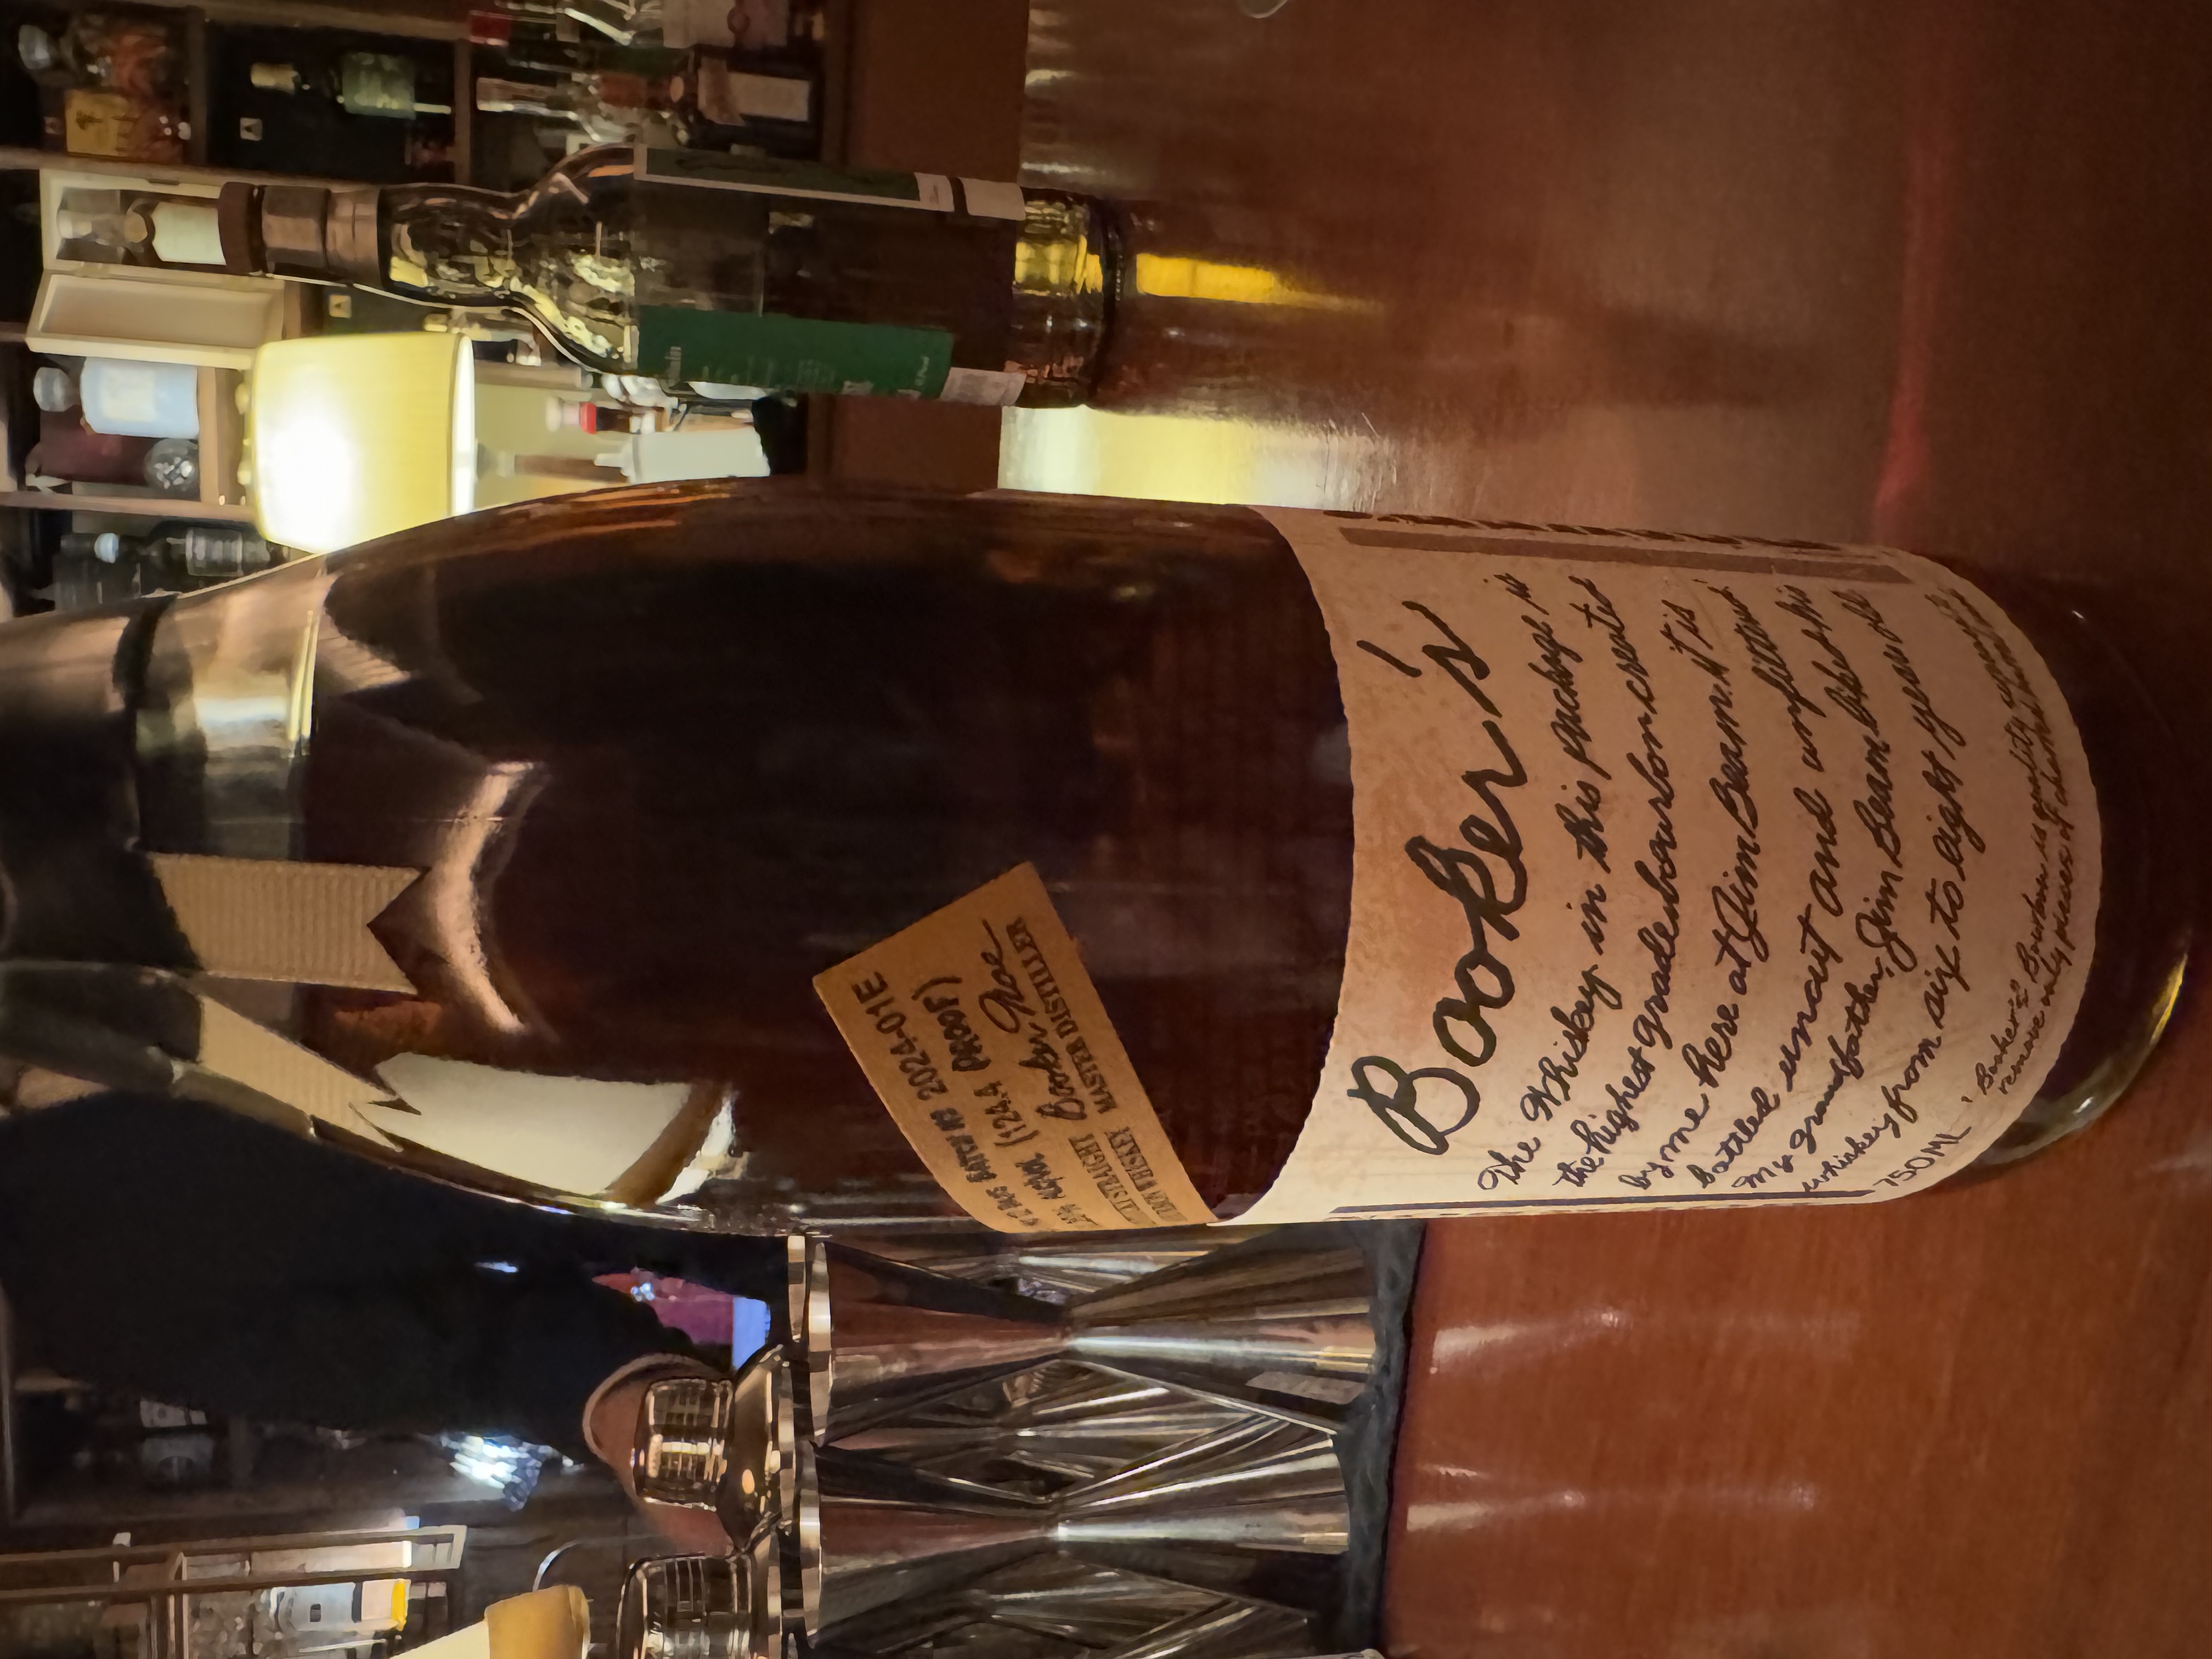 BATCH No 2024-01E
ALC/VOL (124.4 PROOF)
STRAIGHT Booker Noe
WHISKEY MASTER DISTILLER
Booker's
The Whiskey in this package is
the highest grade bourbon created
by me here at Jim Beam. it is
bottled uncut and unfiltered.
My grandfather, Jim Beam liked his
whiskey from six to eight years old
750ML
Booker's® Bourbon is quality
remove only pieces of charred barrel